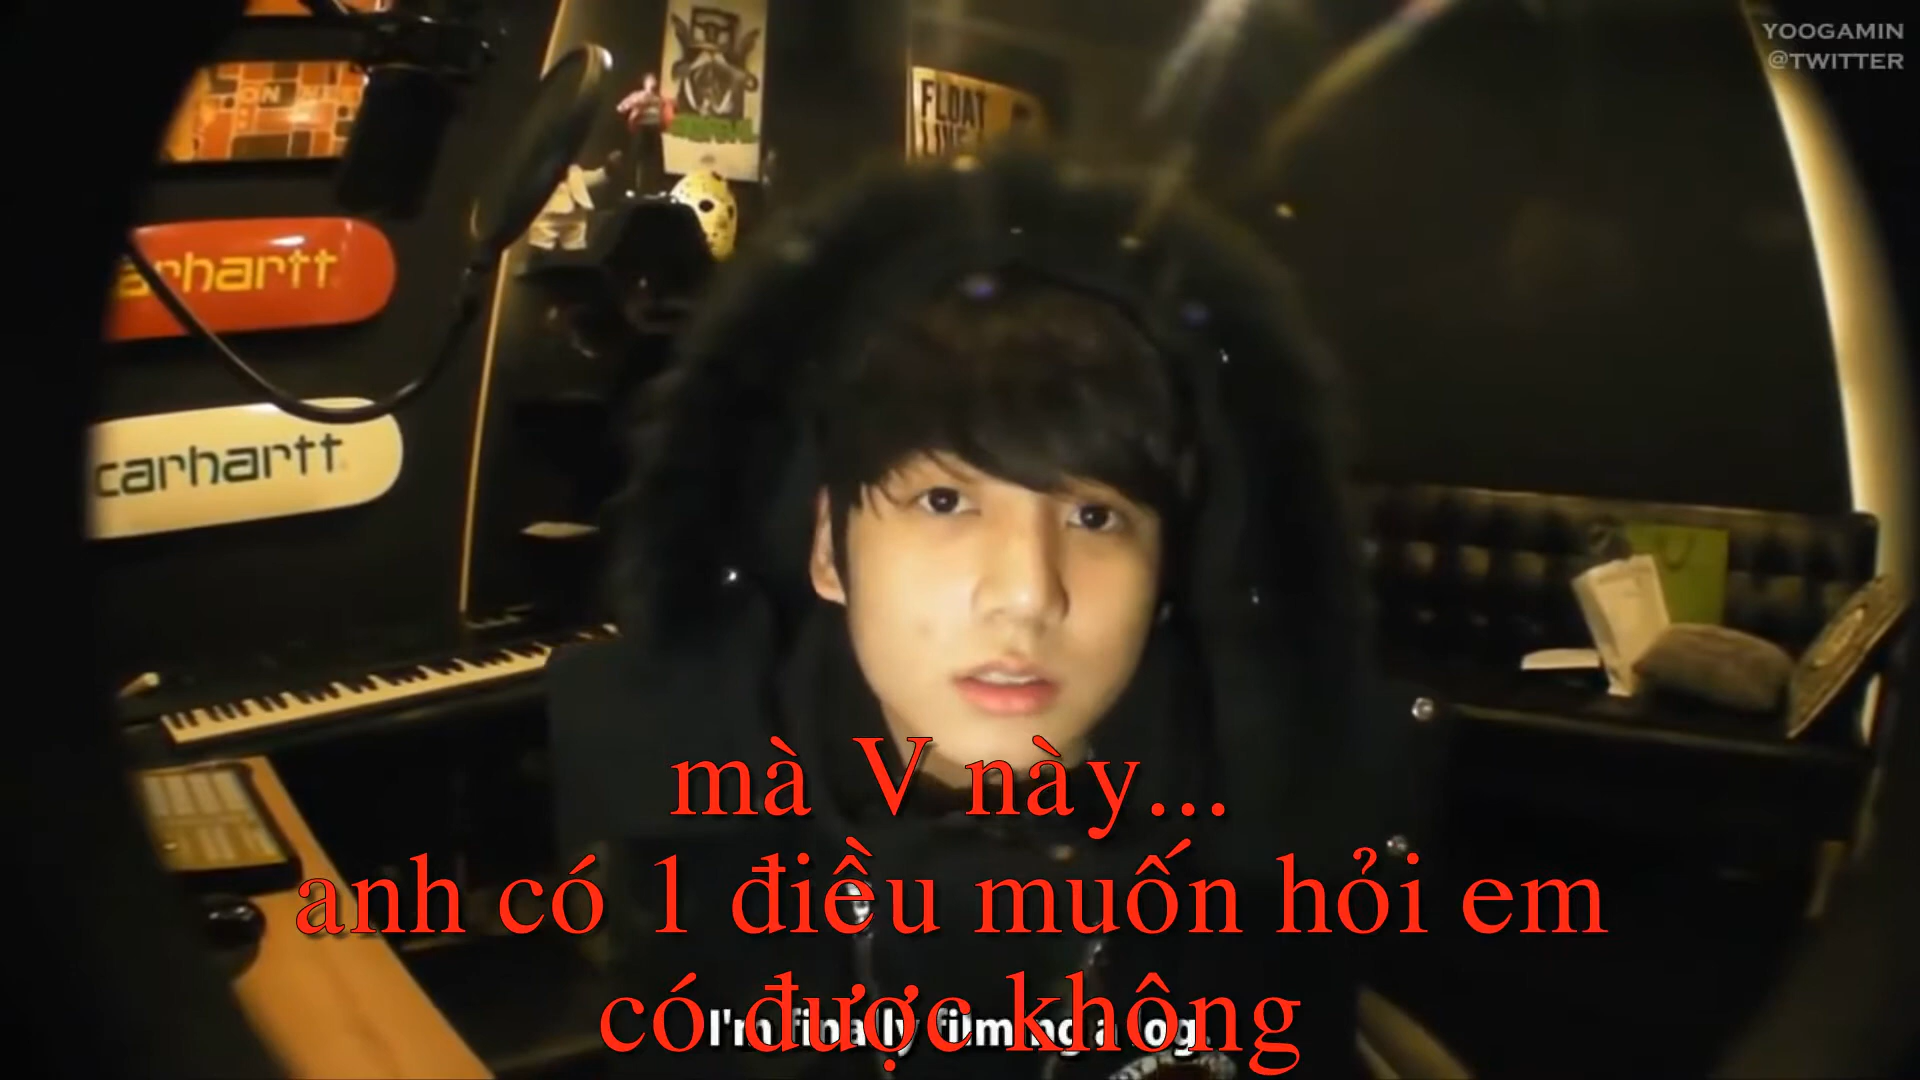 YOOGAMIN
@TWITTER
FLOAT
carhartt
carhartt
mà V này...
anh có 1 điều muốn hỏi em
có được không
I'm finally filming a log.